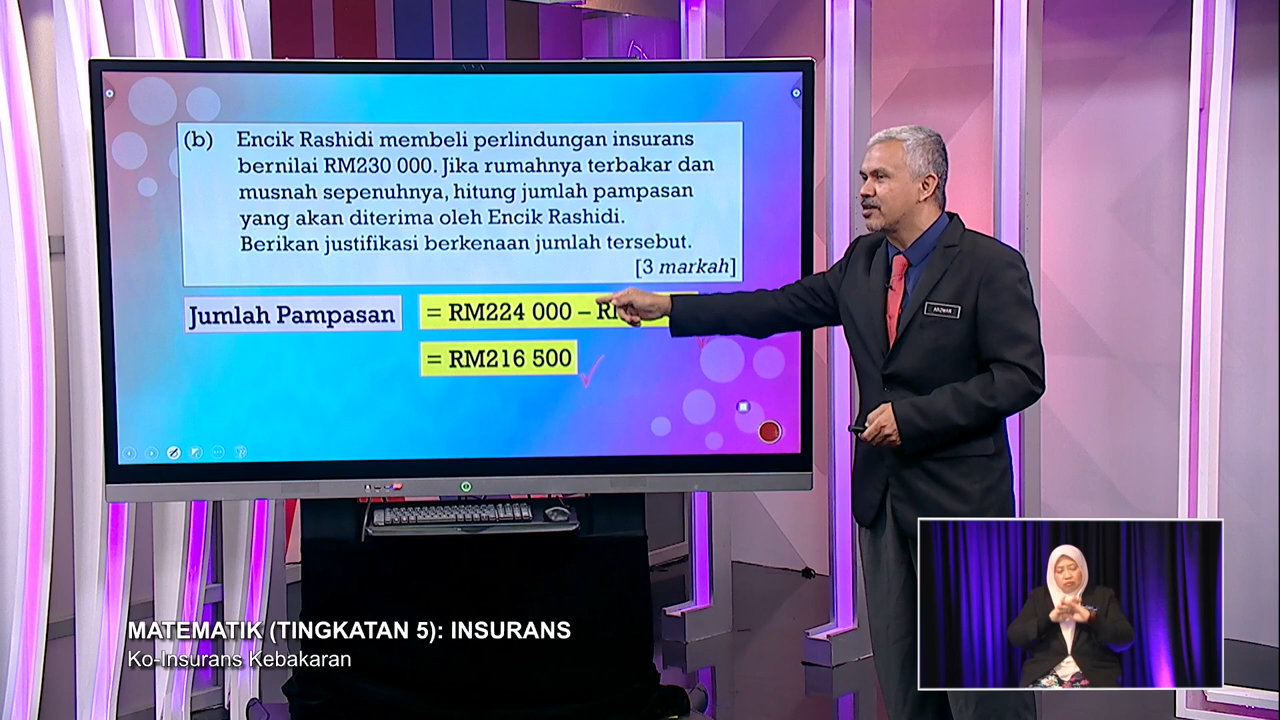 (b) Encik Rashidi membeli perlindungan insurans
bernilai RM230 000. Jika rumahnya terbakar dan
musnah sepenuhnya, hitung jumlah pampasan
yang akan diterima oleh Encik Rashidi.
Berikan justifikasi berkenaan jumlah tersebut.
[3 markah]
Jumlah Pampasan = RM224 000 –
= RM216 500
ARZMAN
MATEMATIK (TINGKATAN 5): INSURANS
Ko-Insurans Kebakaran